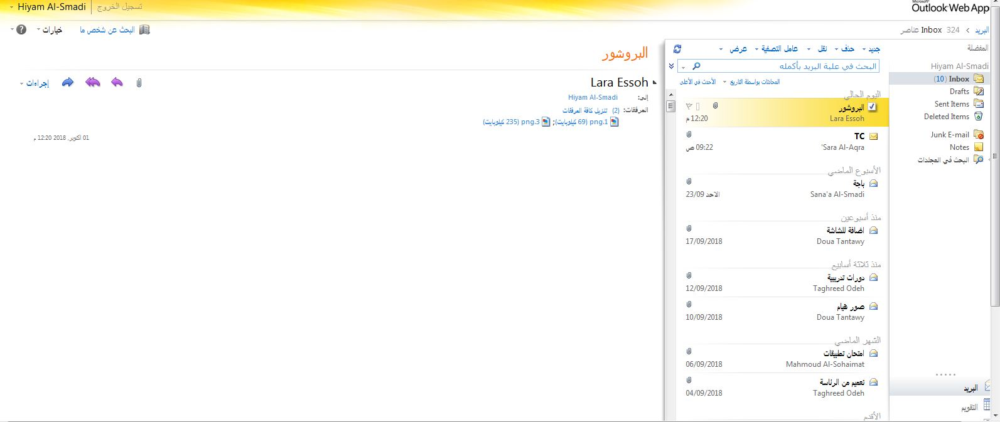 Microsoft
Outlook Web App
تسجيل الخروج | Hiyam Al-Smadi
البريد > Inbox 324 عناصر
البحث عن شخص ما
خيارات
المفضلة
Hiyam Al-Smadi
Inbox (10)
Drafts
Sent Items
Deleted Items
Junk E-mail
Notes
البحث في المجلدات
البريد
التقويم
جديد حذف نقل عامل التصفية عرض
البحث في علبة البريد بأكمله
المحادثات بواسطة التاريخ الأحدث في الأعلى
اليوم الحالي
البروشور
Lara Essoh 12:20 م
TC
Sara Al-Aqra' 09:22 ص
الأسبوع الماضي
باجة
Sana'a Al-Smadi الاحد 23/09
منذ أسبوعين
اضافة للشاشة
Doua Tantawy 17/09/2018
منذ ثلاثة أسابيع
دورات تدريبية
Taghreed Odeh 12/09/2018
صور هيام
Doua Tantawy 10/09/2018
الشهر الماضي
امتحان تطبيقات
Mahmoud Al-Sohaimat 06/09/2018
تعميم من الرئاسة
Taghreed Odeh 04/09/2018
الأقدم
البروشور
Lara Essoh
إجراءات
إلى: Hiyam Al-Smadi
المرفقات: (2) تنزيل كافة المرفقات
1.png (69 كيلوبايت); 3.png (235 كيلوبايت)
01 أكتوبر, 2018 12:20 م